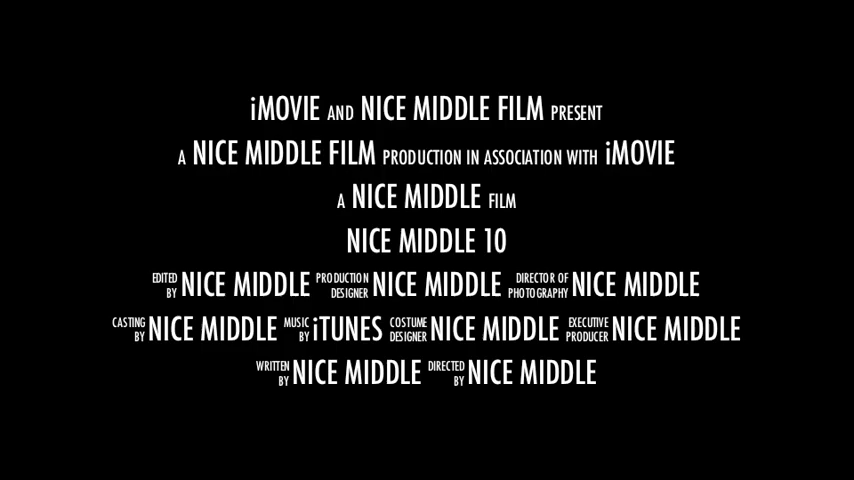 iMOVIE AND NICE MIDDLE FILM PRESENT
A NICE MIDDLE FILM PRODUCTION IN ASSOCIATION WITH iMOVIE
A NICE MIDDLE FILM
NICE MIDDLE 10
EDITED BY NICE MIDDLE PRODUCTION DESIGNER NICE MIDDLE DIRECTOR OF PHOTOGRAPHY NICE MIDDLE
CASTING BY NICE MIDDLE MUSIC BY iTUNES COSTUME DESIGNER NICE MIDDLE EXECUTIVE PRODUCER NICE MIDDLE
WRITTEN BY NICE MIDDLE DIRECTED BY NICE MIDDLE